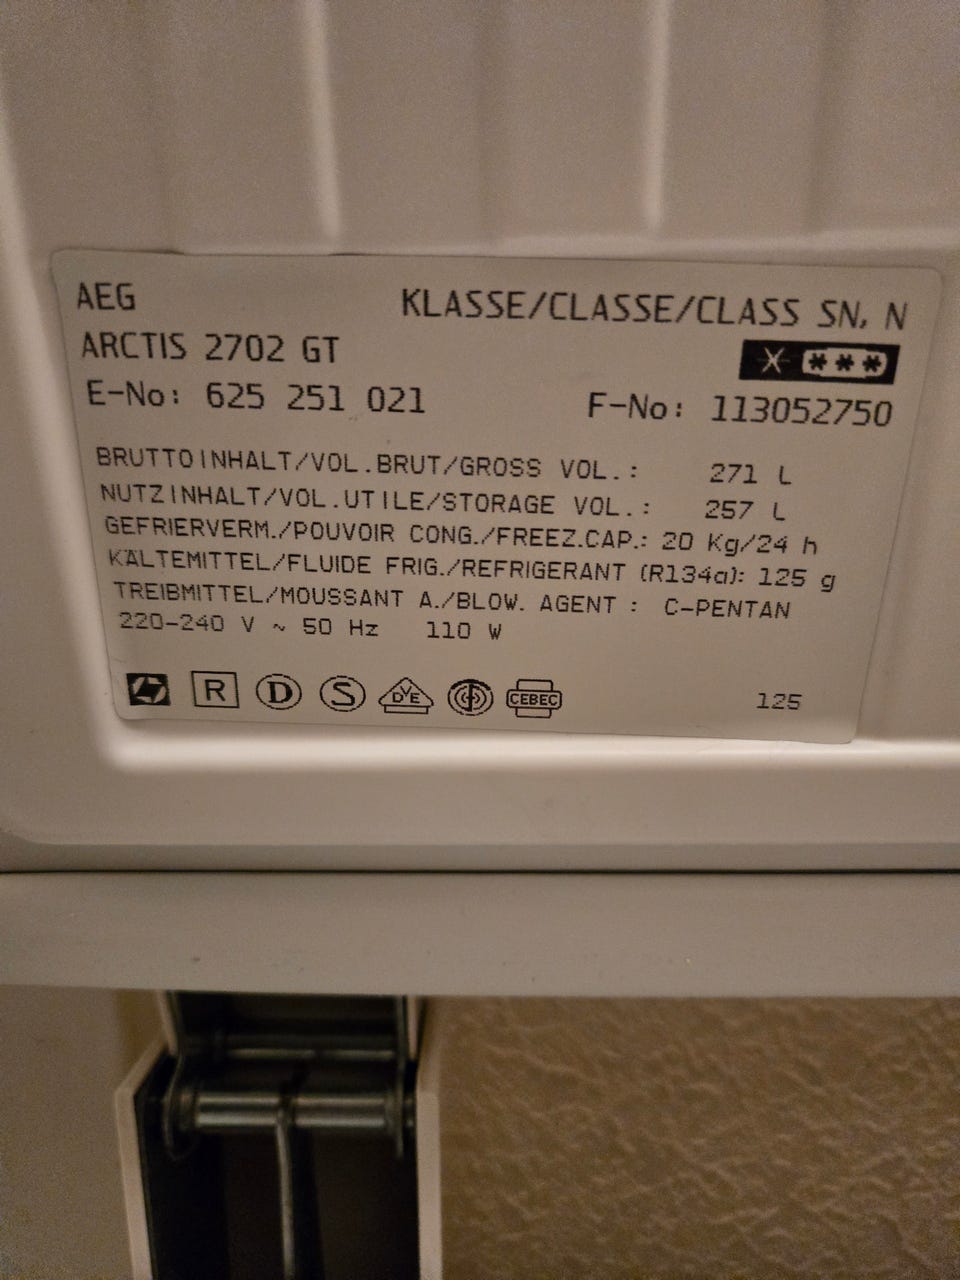 AEG KLASSE/CLASSE/CLASS SN, N
ARCTIS 2702 GT
E-No: 625 251 021 F-No: 113052750
BRUTTOINHALT/VOL.BRUT/GROSS VOL.: 271 L
NUTZINHALT/VOL.UTILE/STORAGE VOL.: 257 L
GEFRIERVERM./POUVOIR CONG./FREEZ.CAP.: 20 Kg/24 h
KÄLTEMITTEL/FLUIDE FRIG./REFRIGERANT (R134a): 125 g
TREIBMITTEL/MOUSSANT A./BLOW. AGENT : C-PENTAN
220-240 V ~ 50 Hz 110 W
R D S DVE CEBEC 125